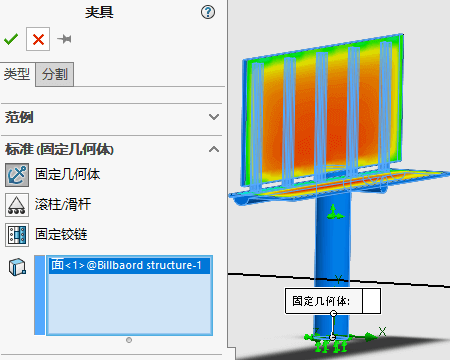 夹具
类型
分割
范例
标准 (固定几何体)
固定几何体
滚柱/滑杆
固定铰链
面<1>@Billbaord structure-1
固定几何体:
Y
X